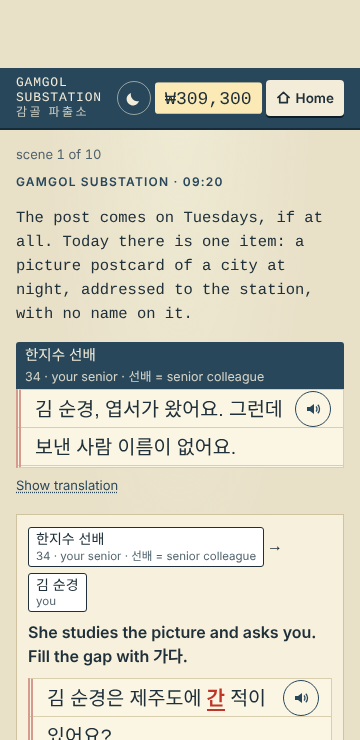 GAMGOL
SUBSTATION
감골 파출소
₩309,300
Home
scene 1 of 10
GAMGOL SUBSTATION · 09:20
The post comes on Tuesdays, if at
all. Today there is one item: a
picture postcard of a city at
night, addressed to the station,
with no name on it.
한지수 선배
34 · your senior · 선배 = senior colleague
김 순경, 엽서가 왔어요. 그런데
보낸 사람 이름이 없어요.
Show translation
한지수 선배
34 · your senior · 선배 = senior colleague
→
김 순경
you
She studies the picture and asks you.
Fill the gap with 가다.
김 순경은 제주도에 간 적이
있어요?